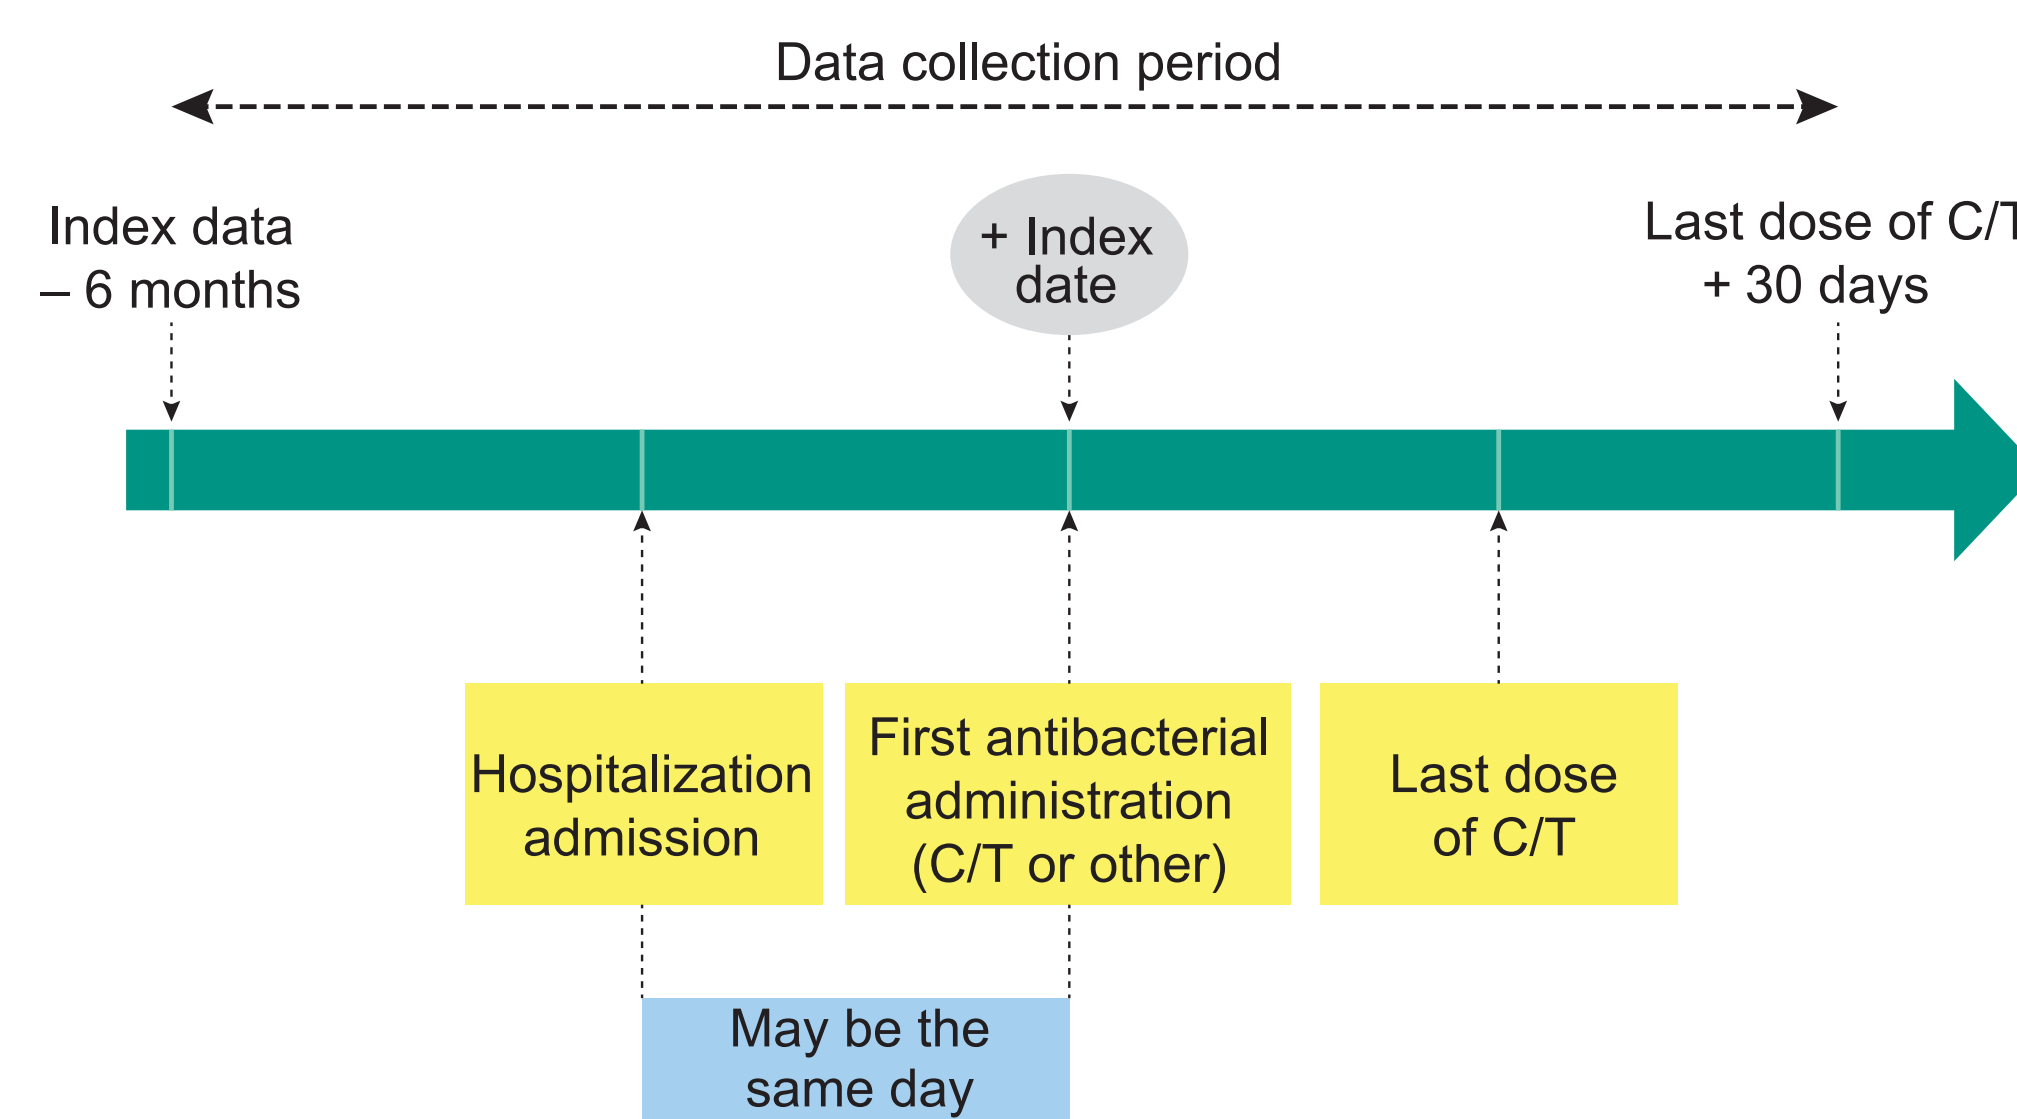 Data collection period
Index data
– 6 months
+ Index
date
Last dose of C/T
+ 30 days
Hospitalization
admission
First antibacterial
administration
(C/T or other)
Last dose
of C/T
May be the
same day